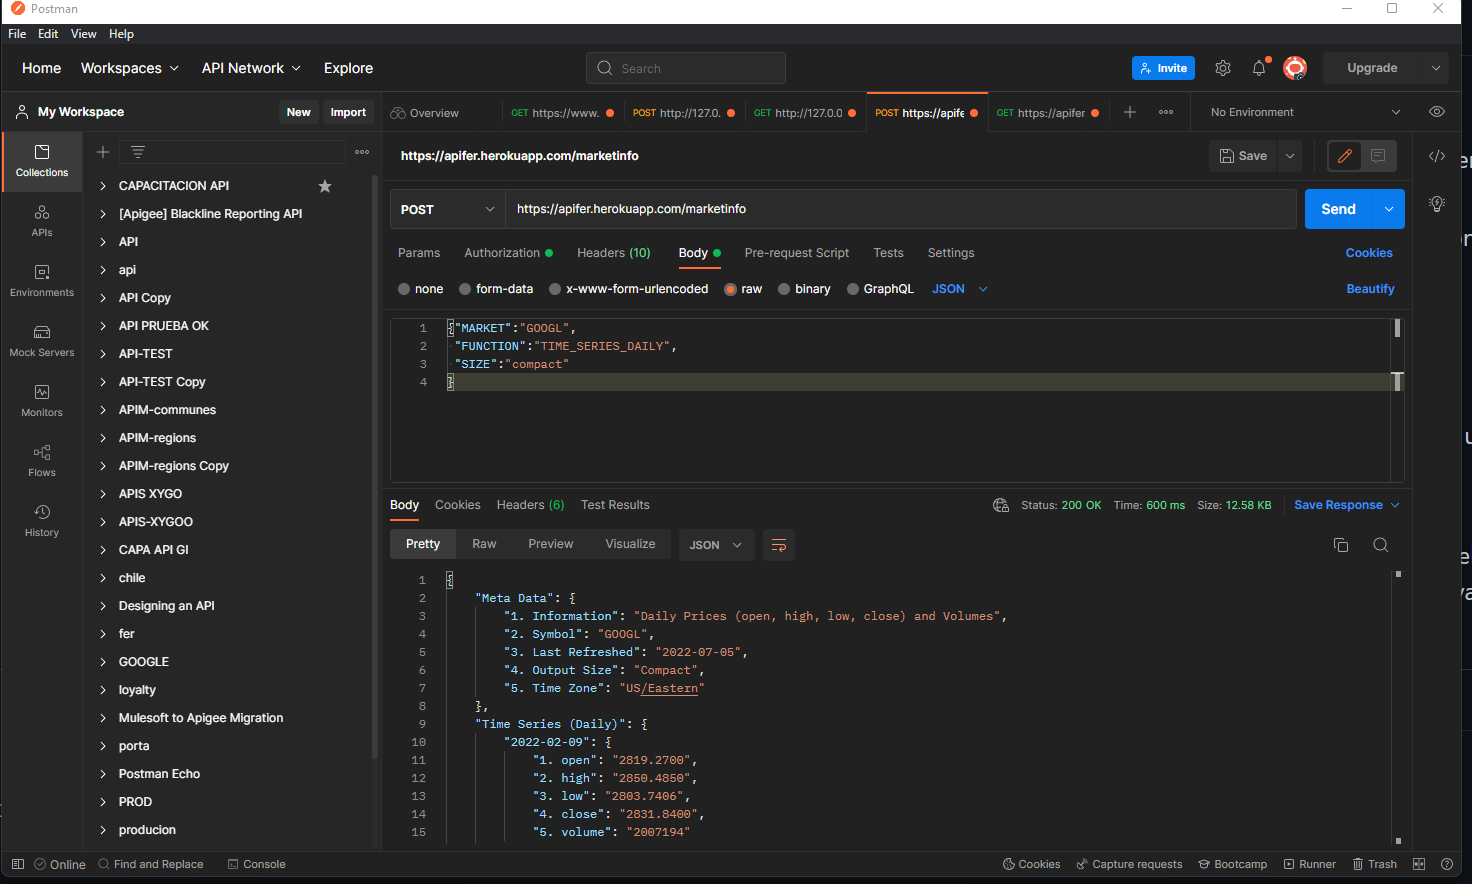 Postman
File Edit View Help
Home Workspaces API Network Explore Search Invite Upgrade
My Workspace New Import Overview GET https://www. POST http://127.0. GET http://127.0.0 POST https://apife GET https://apifer No Environment
Collections
APIs
Environments
Mock Servers
Monitors
Flows
History
CAPACITACION API
[Apigee] Blackline Reporting API
API
api
API Copy
API PRUEBA OK
API-TEST
API-TEST Copy
APIM-communes
APIM-regions
APIM-regions Copy
APIS XYGO
APIS-XYGOO
CAPA API GI
chile
Designing an API
fer
GOOGLE
loyalty
Mulesoft to Apigee Migration
porta
Postman Echo
PROD
producion
https://apifer.herokuapp.com/marketinfo Save
POST https://apifer.herokuapp.com/marketinfo Send
Params Authorization Headers (10) Body Pre-request Script Tests Settings Cookies
none form-data x-www-form-urlencoded raw binary GraphQL JSON Beautify
1 {"MARKET":"GOOGL",
2 "FUNCTION":"TIME_SERIES_DAILY",
3 "SIZE":"compact"
4 }
Body Cookies Headers (6) Test Results Status: 200 OK Time: 600 ms Size: 12.58 KB Save Response
Pretty Raw Preview Visualize JSON
1 {
2 "Meta Data": {
3 "1. Information": "Daily Prices (open, high, low, close) and Volumes",
4 "2. Symbol": "GOOGL",
5 "3. Last Refreshed": "2022-07-05",
6 "4. Output Size": "Compact",
7 "5. Time Zone": "US/Eastern"
8 },
9 "Time Series (Daily)": {
10 "2022-02-09": {
11 "1. open": "2819.2700",
12 "2. high": "2850.4850",
13 "3. low": "2803.7406",
14 "4. close": "2831.8400",
15 "5. volume": "2007194"
Online Find and Replace Console Cookies Capture requests Bootcamp Runner Trash